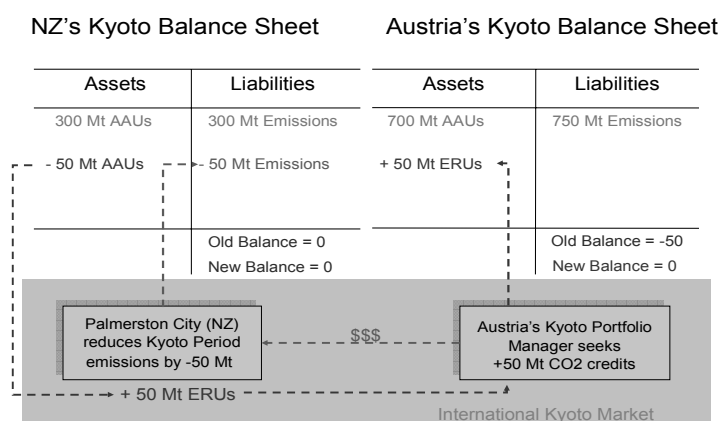 NZ's Kyoto Balance Sheet
Austria's Kyoto Balance Sheet
Assets
Liabilities
Assets
Liabilities
300 Mt AAUs
300 Mt Emissions
700 Mt AAUs
750 Mt Emissions
- 50 Mt AAUs
- 50 Mt Emissions
+ 50 Mt ERUs
Old Balance = 0
New Balance = 0
Old Balance = -50
New Balance = 0
Palmerston City (NZ)
reduces Kyoto Period
emissions by -50 Mt
$$$
Austria's Kyoto Portfolio
Manager seeks
+50 Mt CO2 credits
+ 50 Mt ERUs
International Kyoto Market